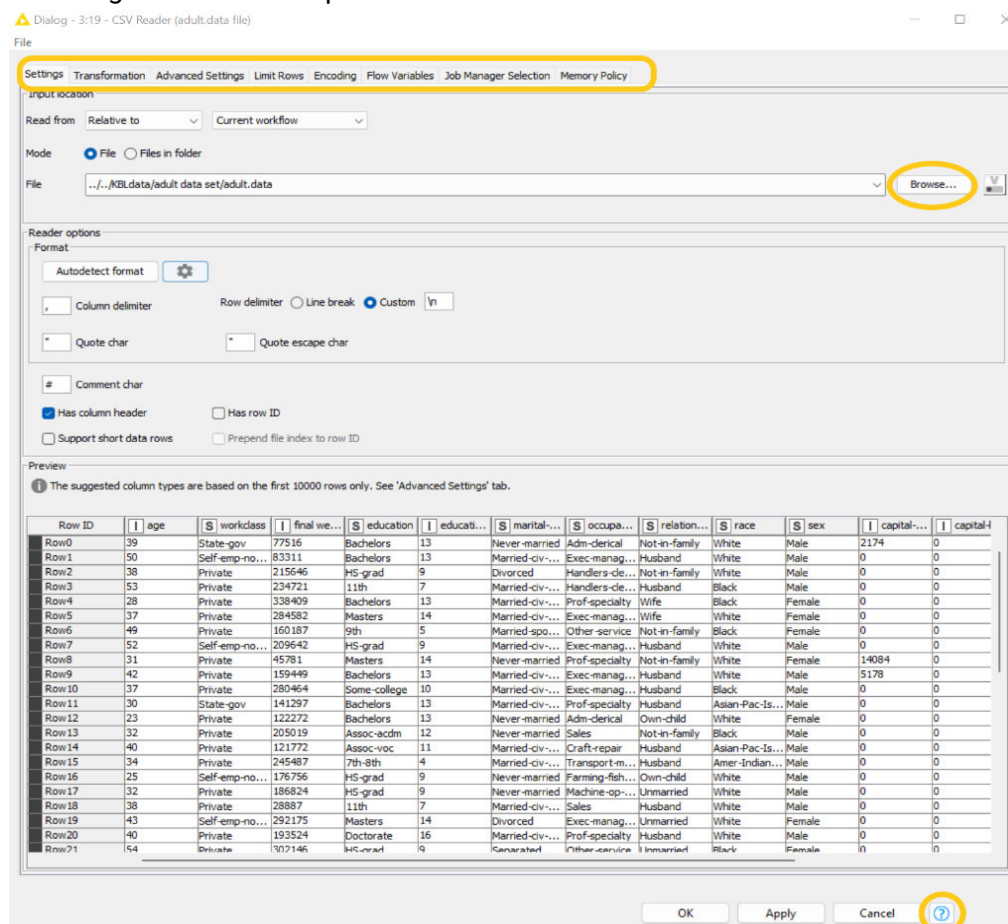 Dialog - 3:19 - CSV Reader (adult.data file)
File
Settings Transformation Advanced Settings Limit Rows Encoding Flow Variables Job Manager Selection Memory Policy
Input location
Read from Relative to Current workflow
Mode File Files in folder
File ../../KBLdata/adult data set/adult.data Browse... V
Reader options
Format
Autodetect format
, Column delimiter Row delimiter Line break Custom \n
" Quote char " Quote escape char
# Comment char
Has column header Has row ID
Support short data rows Prepend file index to row ID
Preview
The suggested column types are based on the first 10000 rows only. See 'Advanced Settings' tab.
Row ID I age S workclass I final we... S education I educati... S marital-... S occupa... S relation... S race S sex I capital-... I capital-l
Row0 39 State-gov 77516 Bachelors 13 Never-married Adm-clerical Not-in-family White Male 2174 0
Row1 50 Self-emp-no... 83311 Bachelors 13 Married-civ-... Exec-manag... Husband White Male 0 0
Row2 38 Private 215646 HS-grad 9 Divorced Handlers-cle... Not-in-family White Male 0 0
Row3 53 Private 234721 11th 7 Married-civ-... Handlers-cle... Husband Black Male 0 0
Row4 28 Private 338409 Bachelors 13 Married-civ-... Prof-specialty Wife Black Female 0 0
Row5 37 Private 284582 Masters 14 Married-civ-... Exec-manag... Wife White Female 0 0
Row6 49 Private 160187 9th 5 Married-spo... Other-service Not-in-family Black Female 0 0
Row7 52 Self-emp-no... 209642 HS-grad 9 Married-civ-... Exec-manag... Husband White Male 0 0
Row8 31 Private 45781 Masters 14 Never-married Prof-specialty Not-in-family White Female 14084 0
Row9 42 Private 159449 Bachelors 13 Married-civ-... Exec-manag... Husband White Male 5178 0
Row10 37 Private 280464 Some-college 10 Married-civ-... Exec-manag... Husband Black Male 0 0
Row11 30 State-gov 141297 Bachelors 13 Married-civ-... Prof-specialty Husband Asian-Pac-Is... Male 0 0
Row12 23 Private 122272 Bachelors 13 Never-married Adm-clerical Own-child White Female 0 0
Row13 32 Private 205019 Assoc-acdm 12 Never-married Sales Not-in-family Black Male 0 0
Row14 40 Private 121772 Assoc-voc 11 Married-civ-... Craft-repair Husband Asian-Pac-Is... Male 0 0
Row15 34 Private 245487 7th-8th 4 Married-civ-... Transport-m... Husband Amer-Indian... Male 0 0
Row16 25 Self-emp-no... 176756 HS-grad 9 Never-married Farming-fish... Own-child White Male 0 0
Row17 32 Private 186824 HS-grad 9 Never-married Machine-op-... Unmarried White Male 0 0
Row18 38 Private 28887 11th 7 Married-civ-... Sales Husband White Male 0 0
Row19 43 Self-emp-no... 292175 Masters 14 Divorced Exec-manag... Unmarried White Female 0 0
Row20 40 Private 193524 Doctorate 16 Married-civ-... Prof-specialty Husband White Male 0 0
Row21 54 Private 302146 HS-grad 9 Separated Other-service Unmarried Black Female 0 0
OK Apply Cancel ?